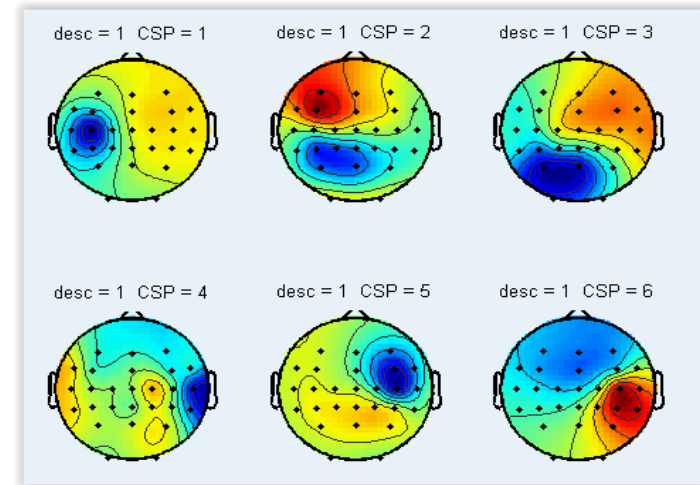 desc = 1 CSP = 1
desc = 1 CSP = 2
desc = 1 CSP = 3
desc = 1 CSP = 4
desc = 1 CSP = 5
desc = 1 CSP = 6